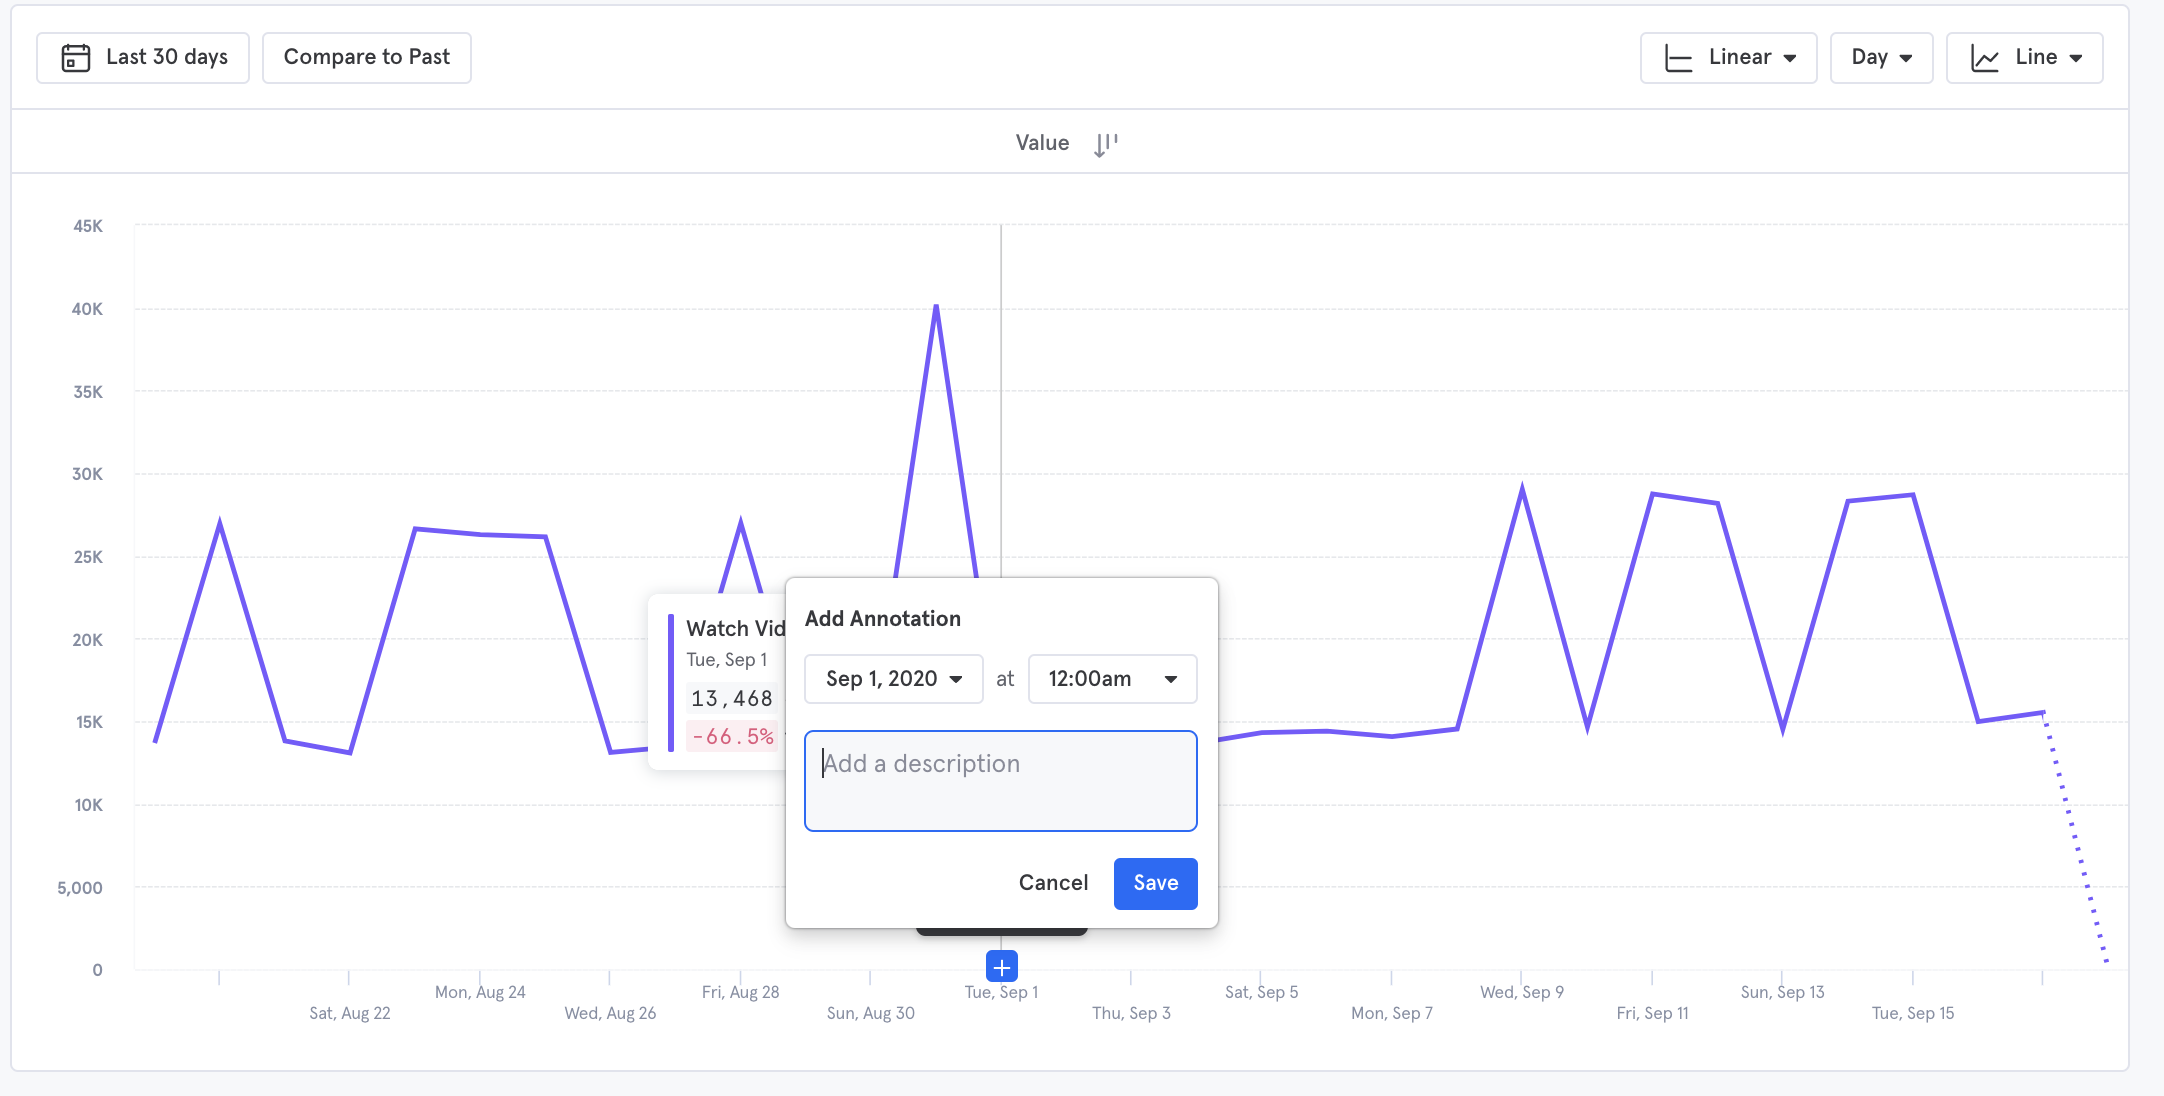 Last 30 days
Compare to Past
Linear
Day
Line
Value
45K
40K
35K
30K
25K
20K
15K
10K
5,000
0
Watch Vid
Tue, Sep 1
13,468
-66.5%
Add Annotation
Sep 1, 2020 at 12:00am
Add a description
Cancel
Save
Sat, Aug 22
Mon, Aug 24
Wed, Aug 26
Fri, Aug 28
Sun, Aug 30
Tue, Sep 1
Thu, Sep 3
Sat, Sep 5
Mon, Sep 7
Wed, Sep 9
Fri, Sep 11
Sun, Sep 13
Tue, Sep 15